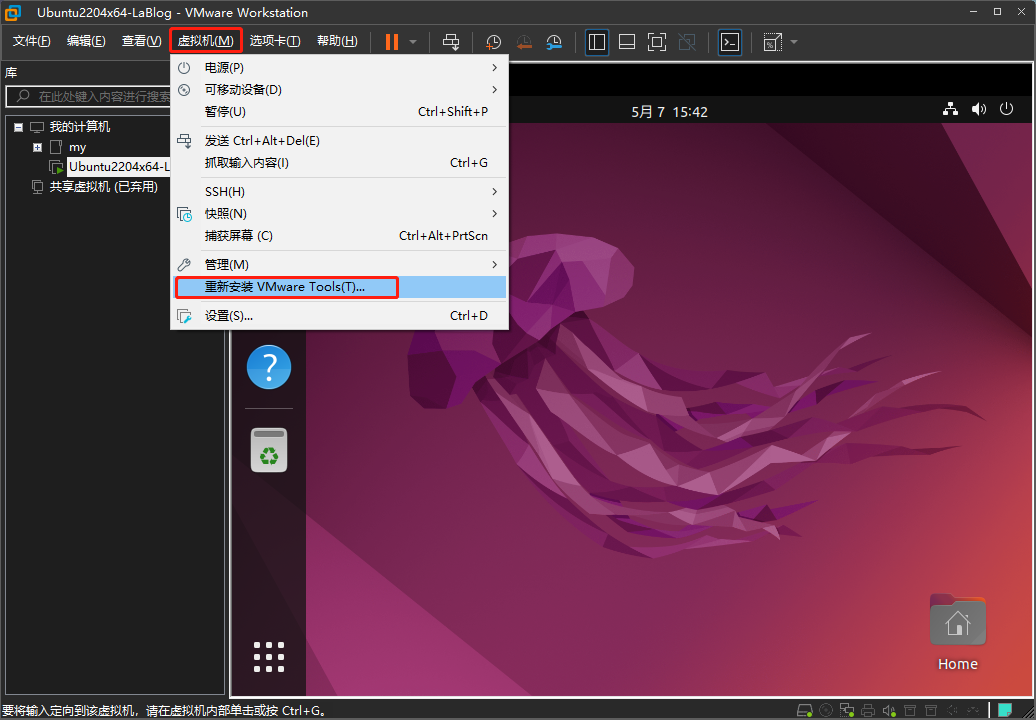 Ubuntu2204x64-LaBlog - VMware Workstation
文件(F) 编辑(E) 查看(V) 虚拟机(M) 选项卡(T) 帮助(H)
库
在此处键入内容进行搜索
我的计算机
my
Ubuntu2204x64-L
共享虚拟机 (已弃用)
电源(P)
可移动设备(D)
暂停(U) Ctrl+Shift+P
发送 Ctrl+Alt+Del(E)
抓取输入内容(I) Ctrl+G
SSH(H)
快照(N)
捕获屏幕 (C) Ctrl+Alt+PrtScn
管理(M)
重新安装 VMware Tools(T)...
设置(S)... Ctrl+D
5月 7 15:42
?
Home
要将输入定向到该虚拟机，请在虚拟机内部单击或按 Ctrl+G。